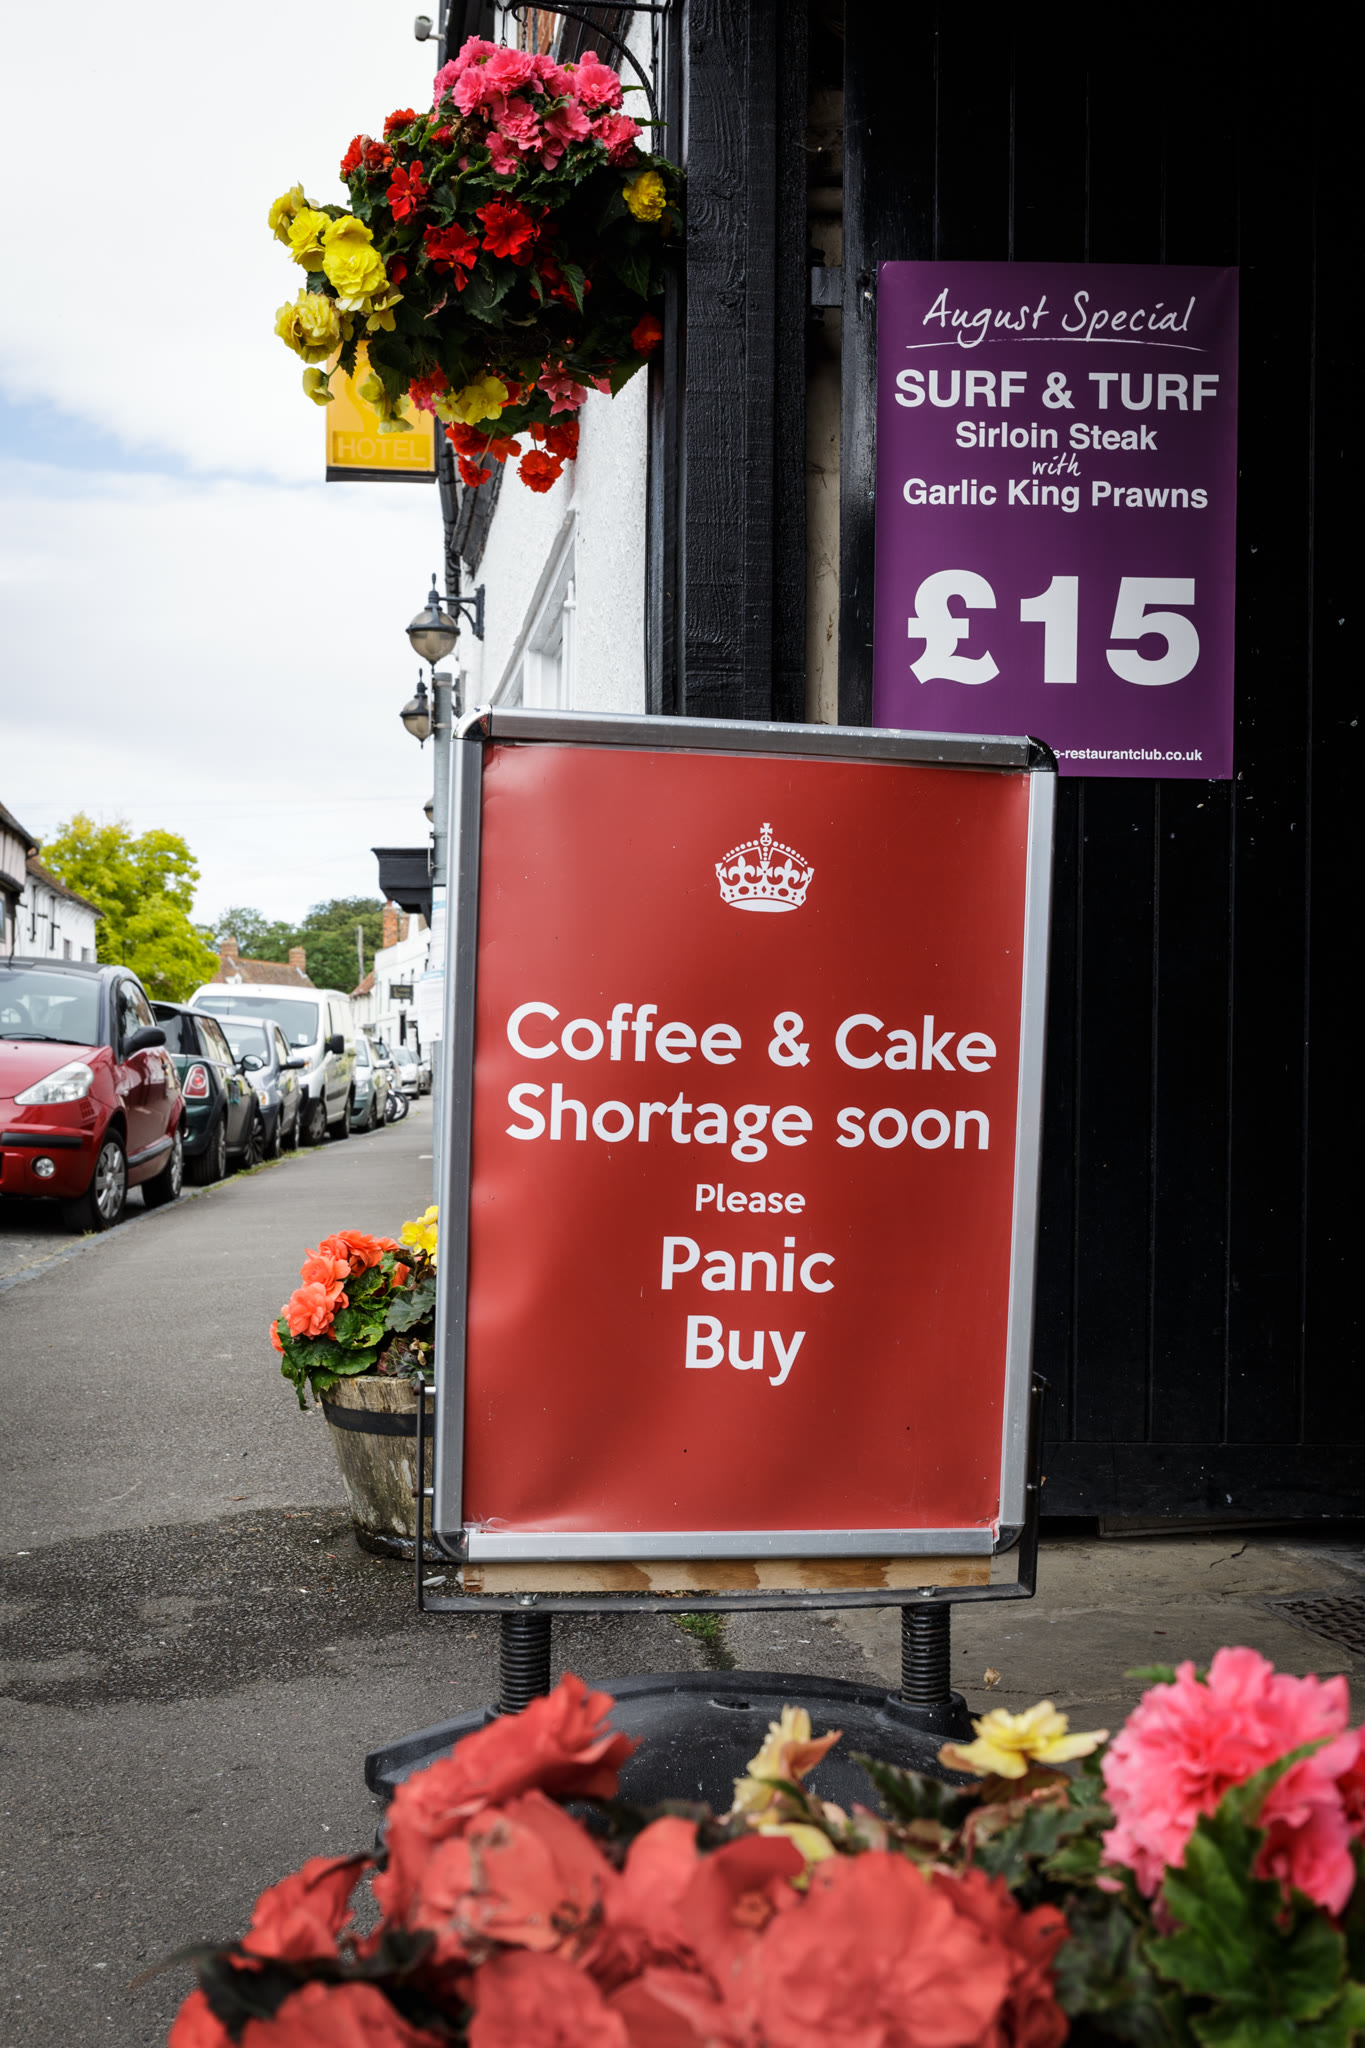 HOTEL
August Special
SURF & TURF
Sirloin Steak
with
Garlic King Prawns
£15
s-restaurantclub.co.uk
Coffee & Cake
Shortage soon
Please
Panic
Buy